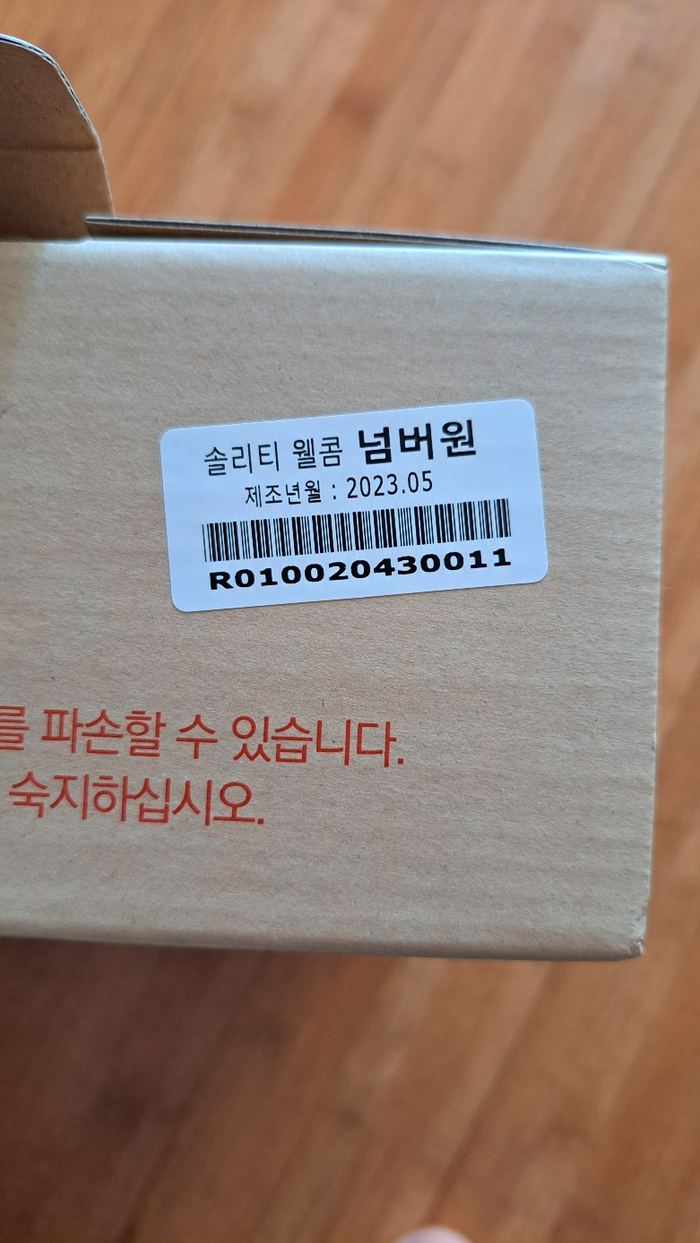 솔리티 웰콤 넘버원
제조년월 : 2023.05
R010020430011
를 파손할 수 있습니다.
숙지하십시오.